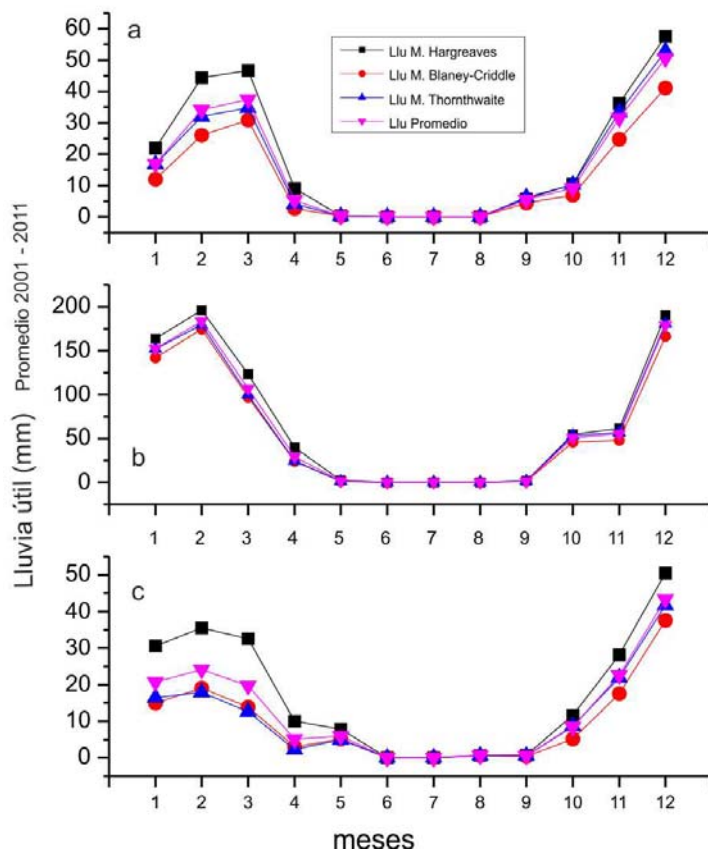 a
60
50
40
30
20
10
0
Llu M. Hargreaves
Llu M. Blaney-Criddle
Llu M. Thornthwaite
Llu Promedio
1 2 3 4 5 6 7 8 9 10 11 12
b
200
150
100
50
0
1 2 3 4 5 6 7 8 9 10 11 12
c
50
40
30
20
10
0
1 2 3 4 5 6 7 8 9 10 11 12
Lluvia útil (mm) Promedio 2001 - 2011
meses